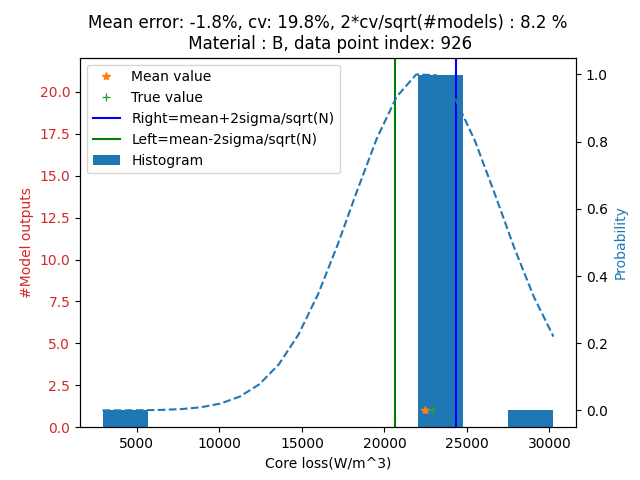 Mean error: -1.8%, cv: 19.8%, 2*cv/sqrt(#models) : 8.2 %
Material : B, data point index: 926
Mean value
True value
Right=mean+2sigma/sqrt(N)
Left=mean-2sigma/sqrt(N)
Histogram
#Model outputs
20.0
17.5
15.0
12.5
10.0
7.5
5.0
2.5
0.0
1.0
0.8
0.6
0.4
0.2
0.0
Probability
5000 10000 15000 20000 25000 30000
Core loss(W/m^3)